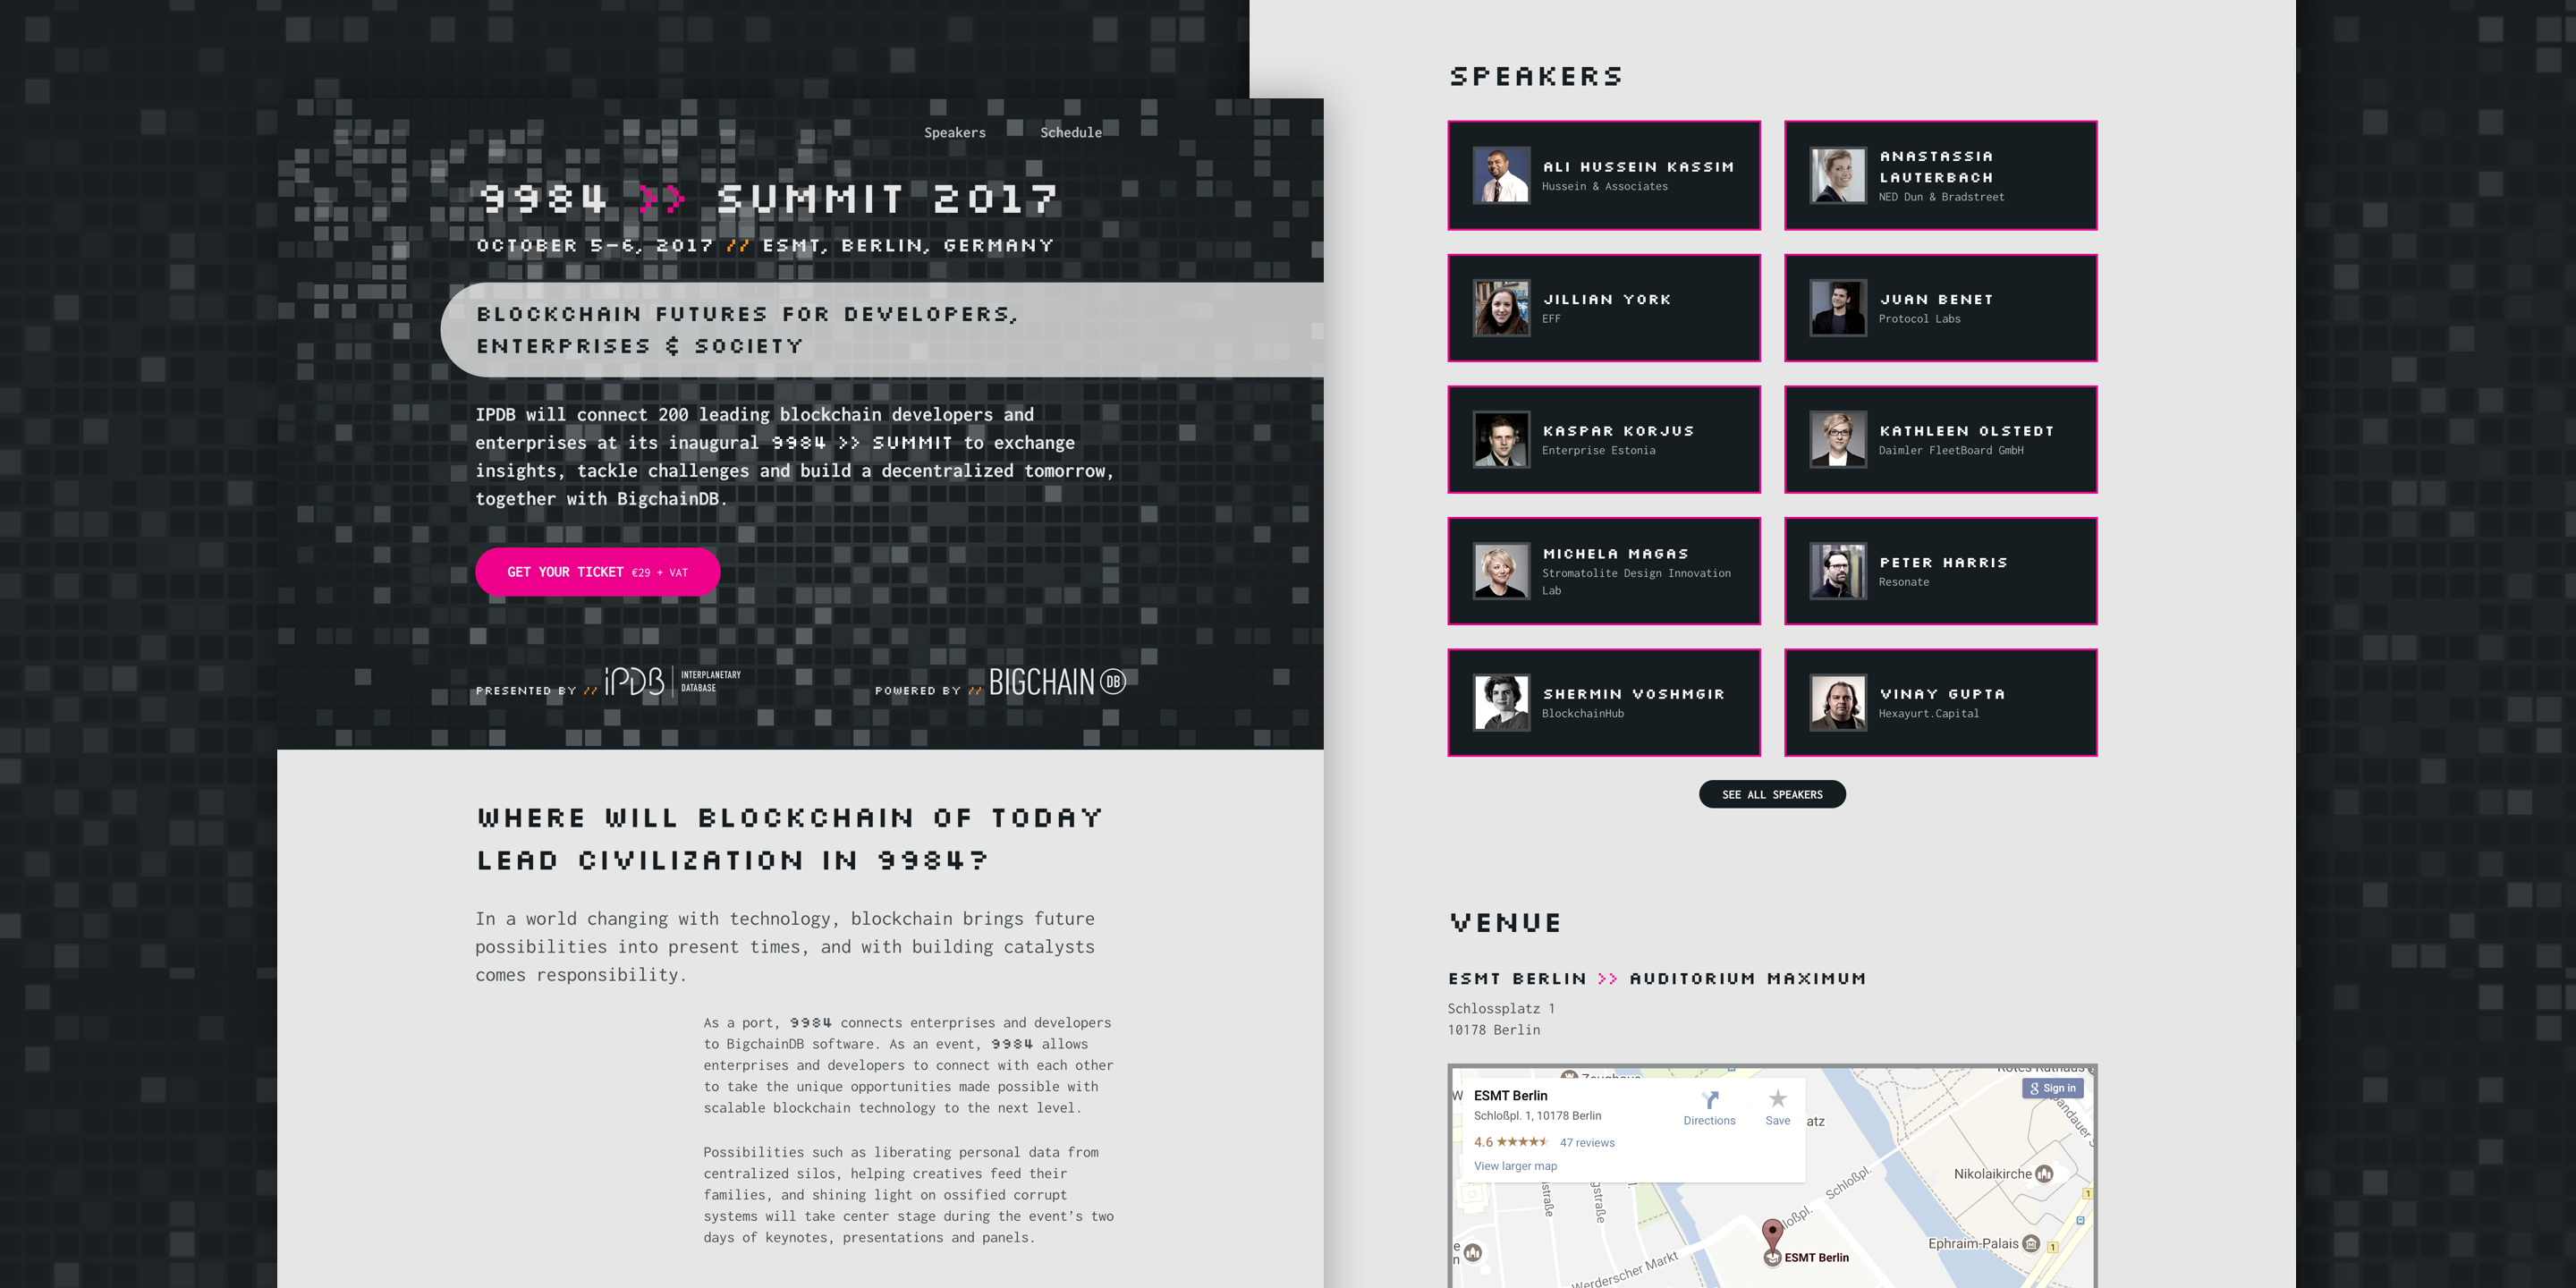 Speakers Schedule
9984 >> SUMMIT 2017
OCTOBER 5-6, 2017 // ESMT, BERLIN, GERMANY
BLOCKCHAIN FUTURES FOR DEVELOPERS,
ENTERPRISES & SOCIETY
IPDB will connect 200 leading blockchain developers and
enterprises at its inaugural 9984 >> SUMMIT to exchange
insights, tackle challenges and build a decentralized tomorrow,
together with BigchainDB.
GET YOUR TICKET €29 + VAT
PRESENTED BY // iPDB INTERPLANETARY
DATABASE
POWERED BY // BIGCHAIN DB
WHERE WILL BLOCKCHAIN OF TODAY
LEAD CIVILIZATION IN 9984?
In a world changing with technology, blockchain brings future
possibilities into present times, and with building catalysts
comes responsibility.
As a port, 9984 connects enterprises and developers
to BigchainDB software. As an event, 9984 allows
enterprises and developers to connect with each other
to take the unique opportunities made possible with
scalable blockchain technology to the next level.
Possibilities such as liberating personal data from
centralized silos, helping creatives feed their
families, and shining light on ossified corrupt
systems will take center stage during the event's two
days of keynotes, presentations and panels.
SPEAKERS
ALI HUSSEIN KASSIM
Hussein & Associates
ANASTASSIA
LAUTERBACH
NED Dun & Bradstreet
JILLIAN YORK
EFF
JUAN BENET
Protocol Labs
KASPAR KORJUS
Enterprise Estonia
KATHLEEN OLSTEDT
Daimler FleetBoard GmbH
MICHELA MAGAS
Stromatolite Design Innovation
Lab
PETER HARRIS
Resonate
SHERMIN VOSHMGIR
BlockchainHub
VINAY GUPTA
Hexayurt.Capital
SEE ALL SPEAKERS
VENUE
ESMT BERLIN >> AUDITORIUM MAXIMUM
Schlossplatz 1
10178 Berlin
ESMT Berlin
Schloßpl. 1, 10178 Berlin
4.6 47 reviews
View larger map
Directions
Save
Sign in
atz
Schloßpl.
Nikolaikirche
1
Ephraim-Palais
1
ESMT Berlin
Werderscher Markt